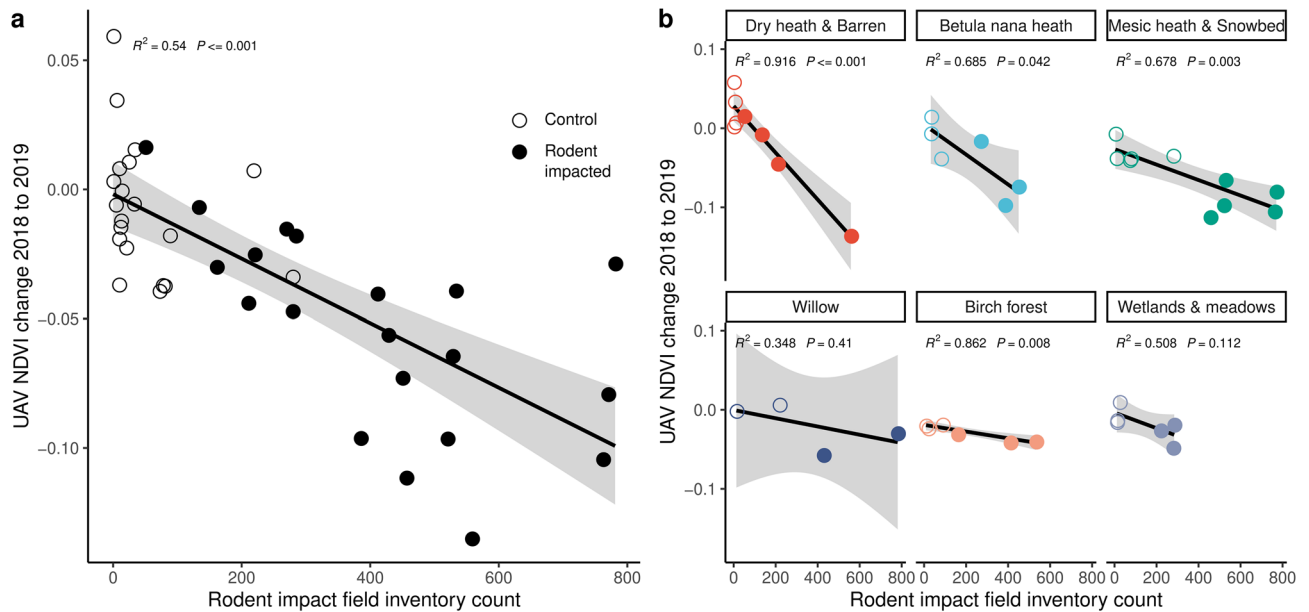 a
R² = 0.54 P <= 0.001
Control
Rodent
impacted
UAV NDVI change 2018 to 2019
0.05
0.00
−0.05
−0.10
0 200 400 600 800
Rodent impact field inventory count
b
Dry heath & Barren Betula nana heath Mesic heath & Snowbed
R² = 0.916 P <= 0.001 R² = 0.685 P = 0.042 R² = 0.678 P = 0.003
0.1
0.0
−0.1
Willow Birch forest Wetlands & meadows
R² = 0.348 P = 0.41 R² = 0.862 P = 0.008 R² = 0.508 P = 0.112
0.1
0.0
−0.1
UAV NDVI change 2018 to 2019
0 200 400 600 800 0 200 400 600 800 0 200 400 600 800
Rodent impact field inventory count